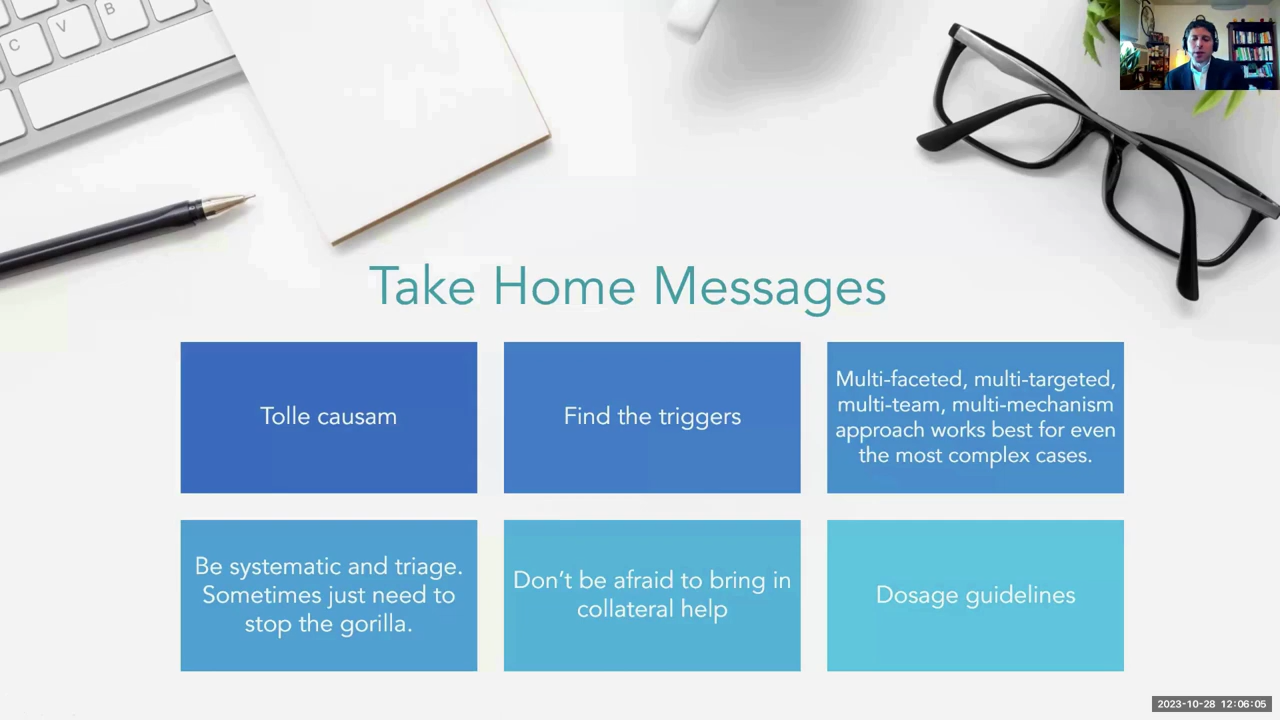 C V B
Take Home Messages
Tolle causam
Find the triggers
Multi-faceted, multi-targeted,
multi-team, multi-mechanism
approach works best for even
the most complex cases.
Be systematic and triage.
Sometimes just need to
stop the gorilla.
Don’t be afraid to bring in
collateral help
Dosage guidelines
2023-10-28 12:06:05